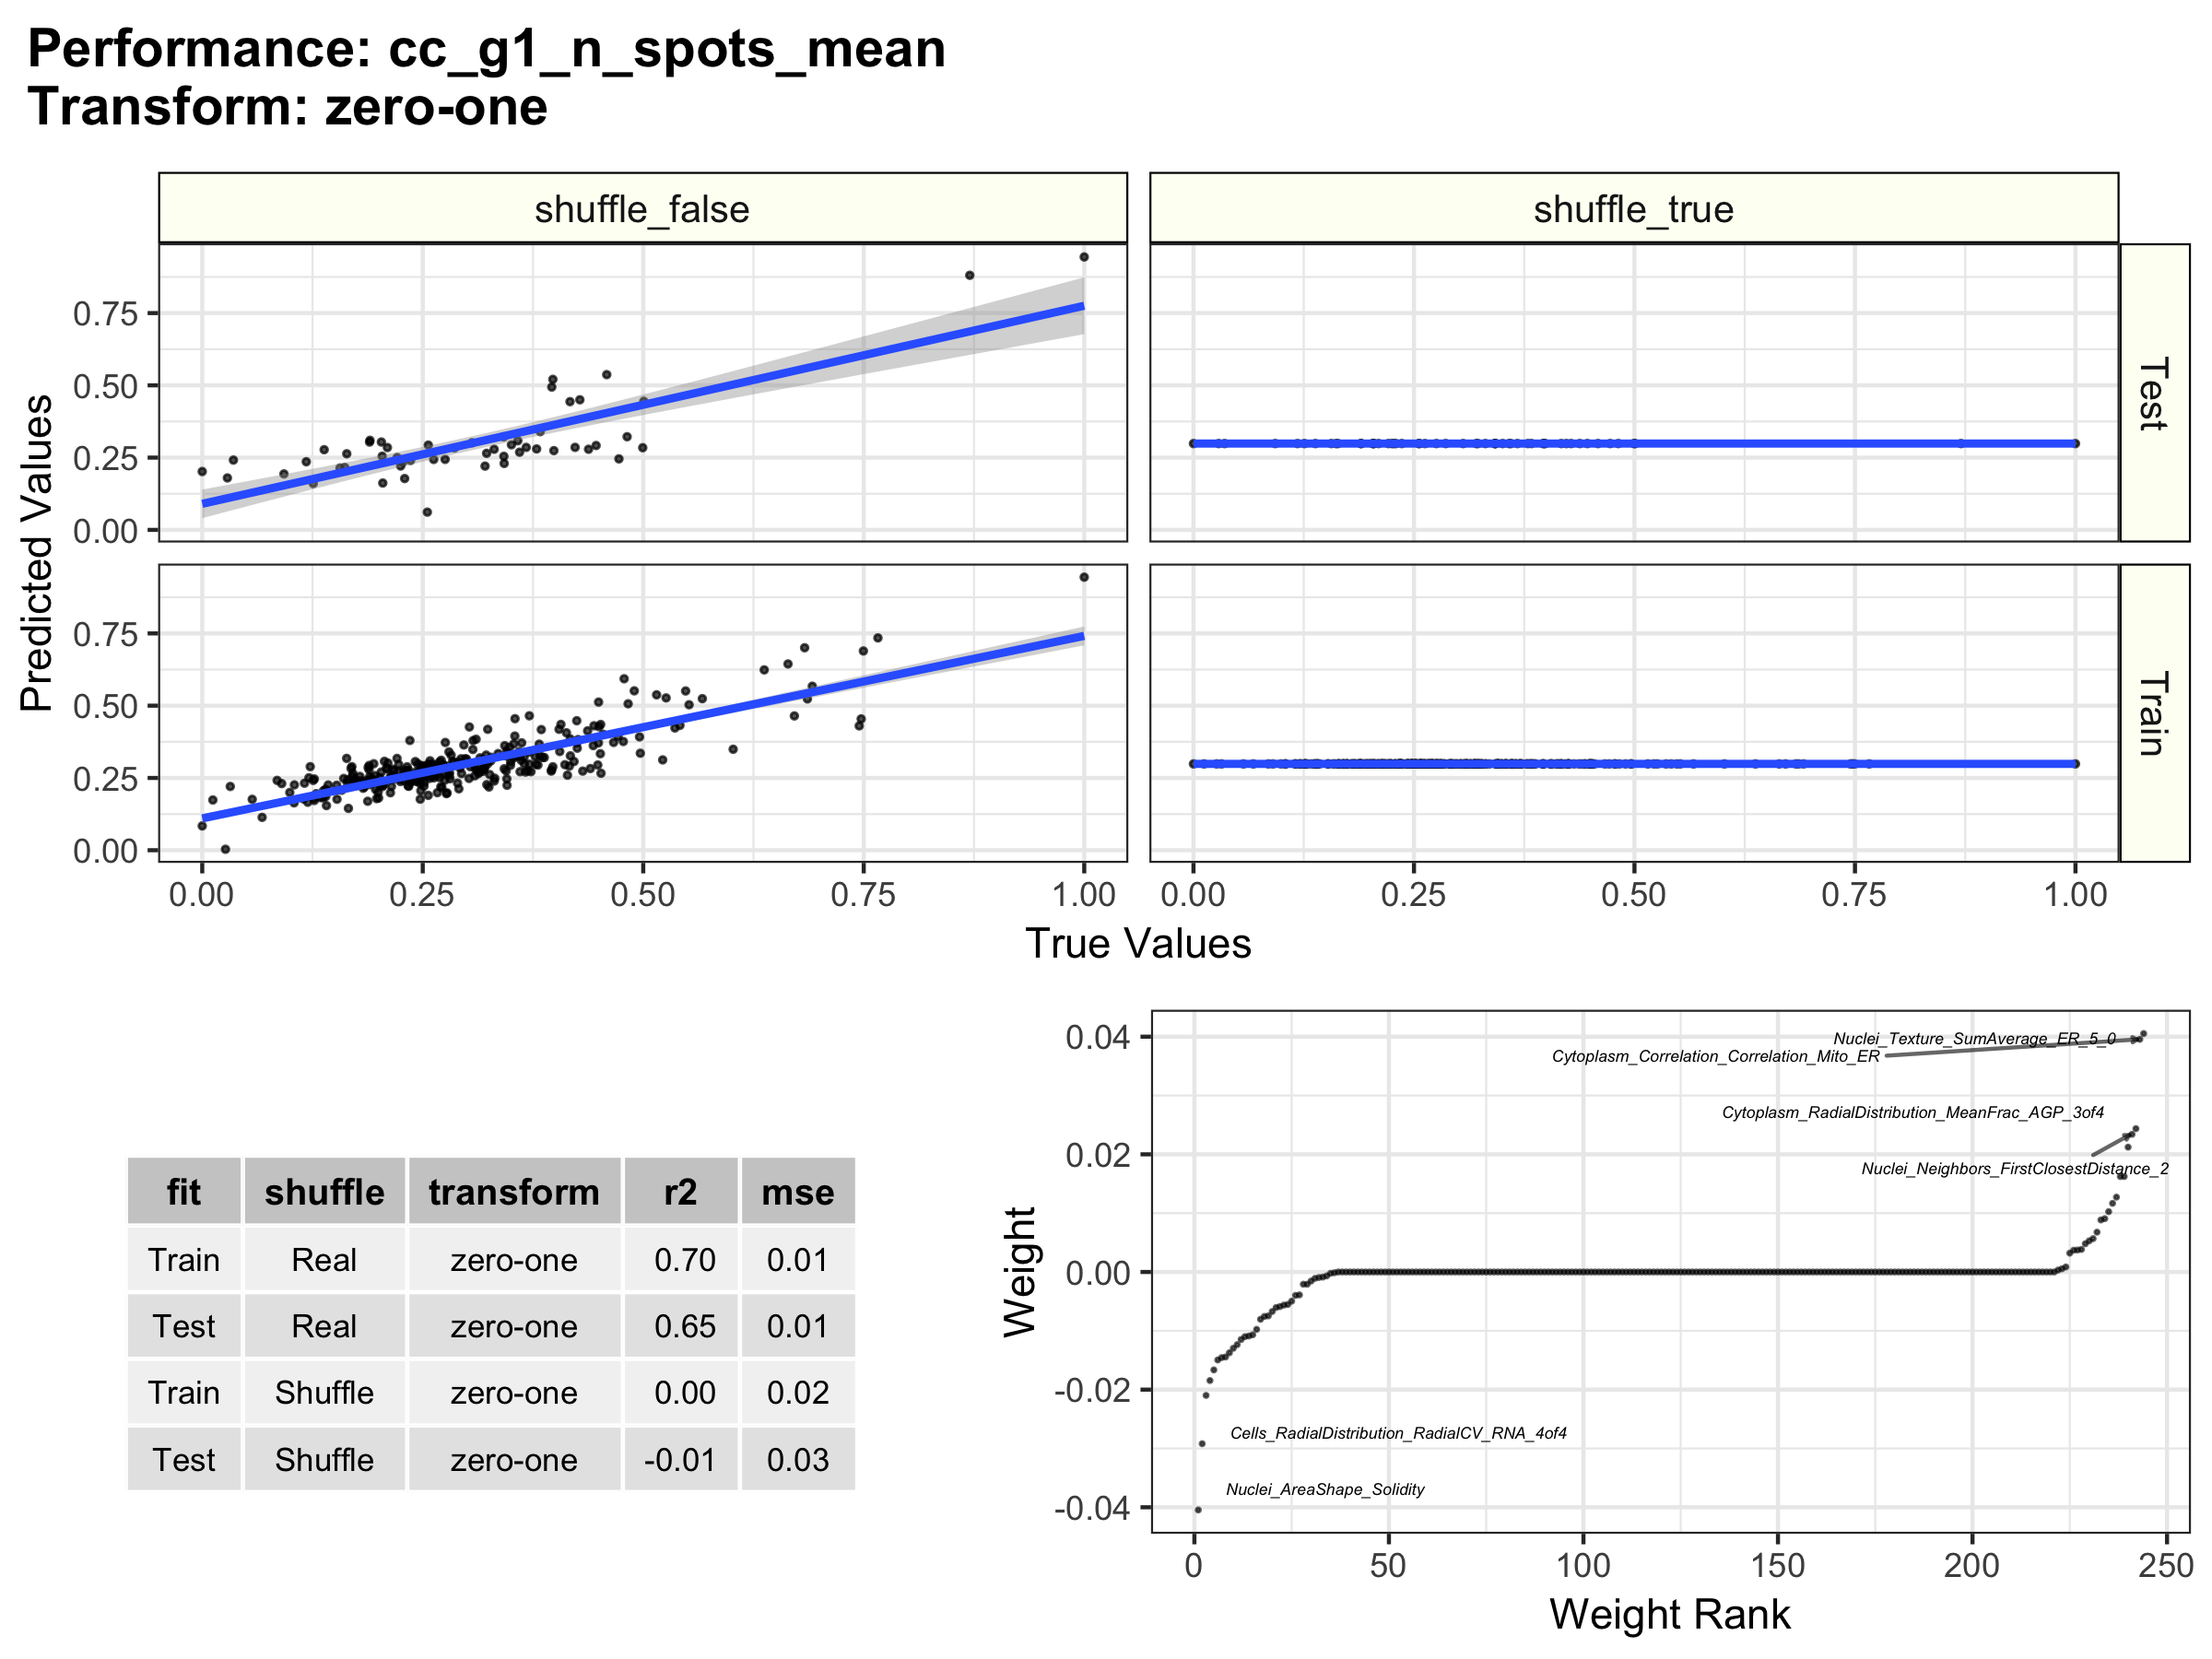 Performance: cc_g1_n_spots_mean
Transform: zero-one
shuffle_false
shuffle_true
Predicted Values
0.75
0.50
0.25
0.00
Test
0.75
0.50
0.25
0.00
Train
0.00 0.25 0.50 0.75 1.00
0.00 0.25 0.50 0.75 1.00
True Values
fit shuffle transform r2 mse
Train Real zero-one 0.70 0.01
Test Real zero-one 0.65 0.01
Train Shuffle zero-one 0.00 0.02
Test Shuffle zero-one -0.01 0.03
Weight
0.04
0.02
0.00
-0.02
-0.04
Nuclei_Texture_SumAverage_ER_5_0
Cytoplasm_Correlation_Correlation_Mito_ER
Cytoplasm_RadialDistribution_MeanFrac_AGP_3of4
Nuclei_Neighbors_FirstClosestDistance_2
Cells_RadialDistribution_RadialCV_RNA_4of4
Nuclei_AreaShape_Solidity
0 50 100 150 200 250
Weight Rank